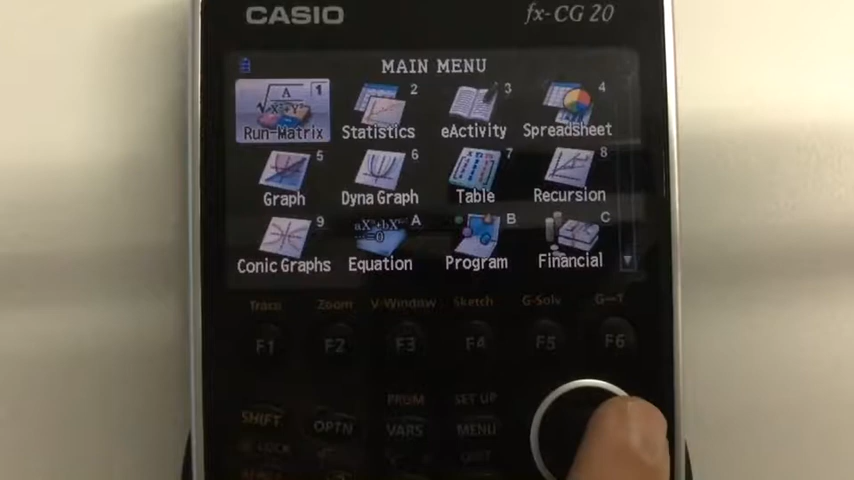 CASIO fx-CG 20
MAIN MENU
1 2 3 4
Run-Matrix Statistics eActivity Spreadsheet
5 6 7 8
Graph Dyna Graph Table Recursion
9 A B C
Conic Graphs Equation Program Financial
Trace Zoom V-Window Sketch G-Solv G↔T
F1 F2 F3 F4 F5 F6
PRGM SET UP
SHIFT OPTN VARS MENU
LOCK QUIT